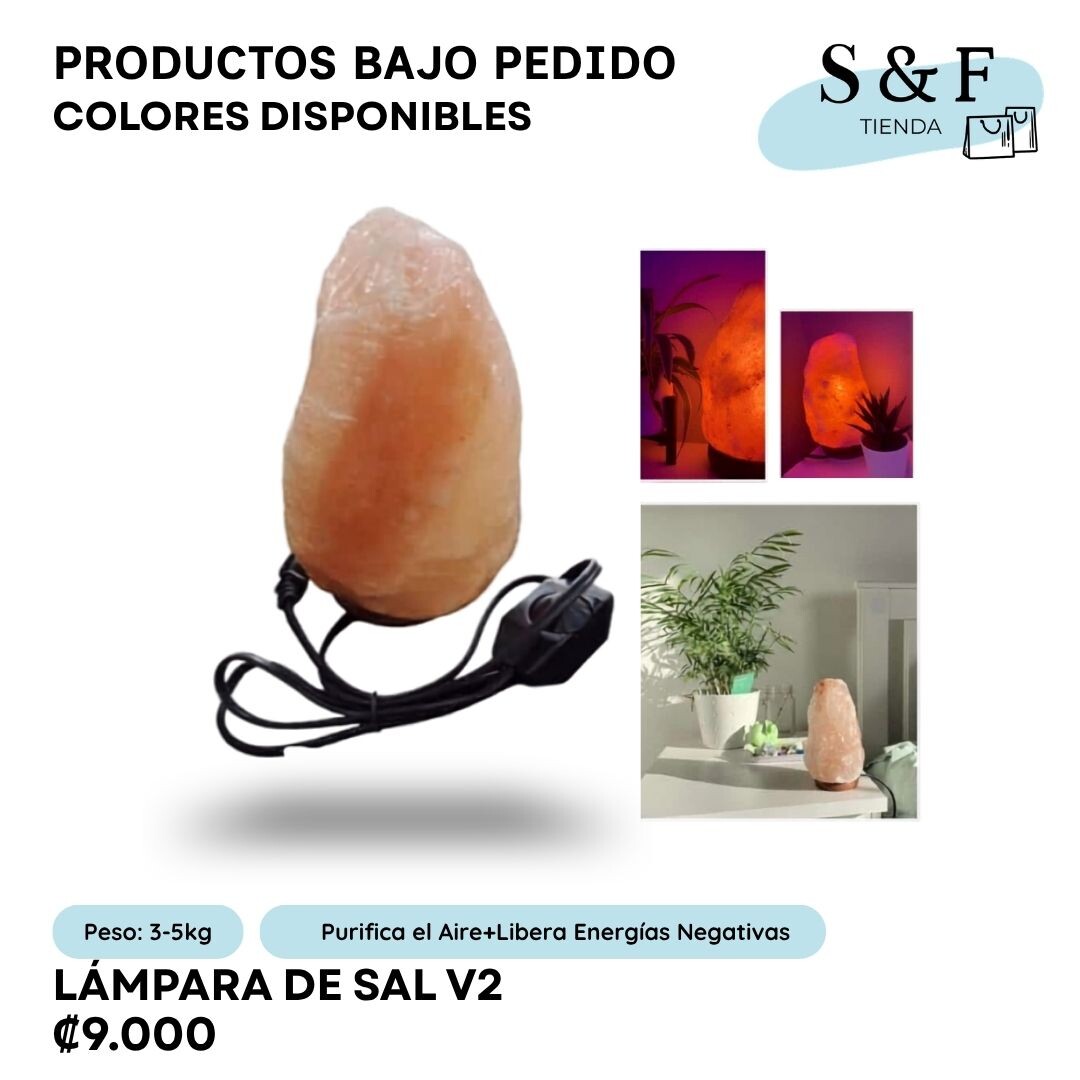 PRODUCTOS BAJO PEDIDO
COLORES DISPONIBLES
S & F
TIENDA
Peso: 3-5kg
Purifica el Aire+Libera Energías Negativas
LÁMPARA DE SAL V2
₡9.000